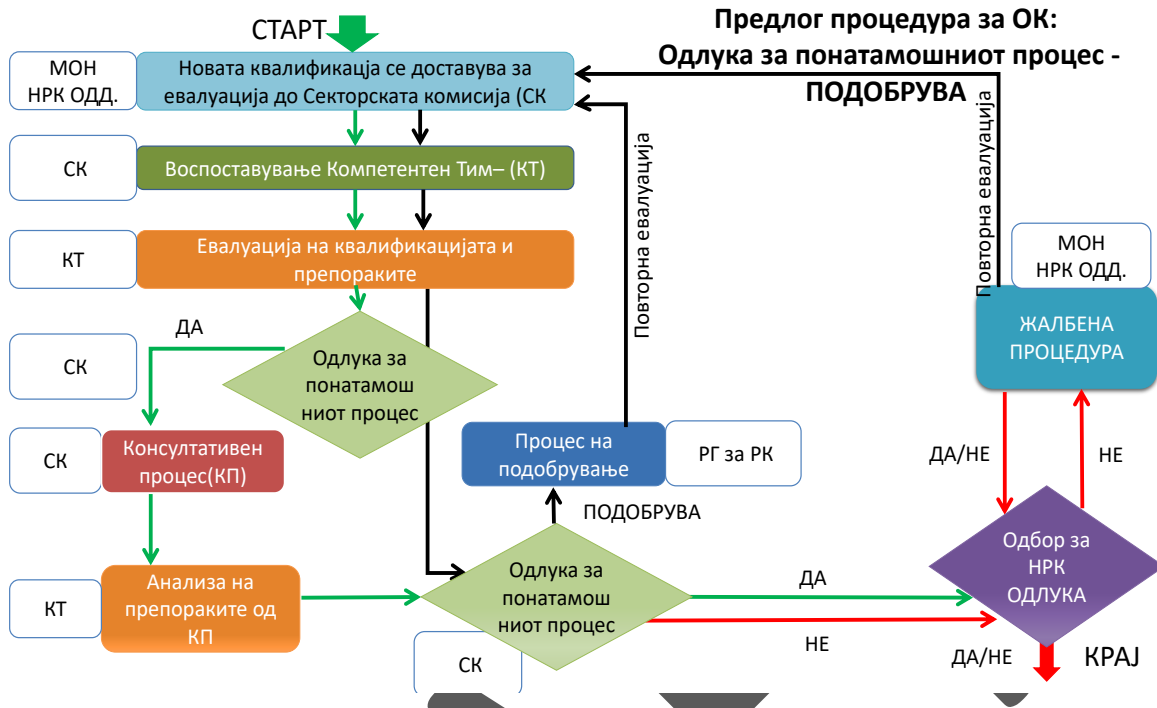 СТАРТ
Предлог процедура за ОК:
Одлука за понатамошниот процес -
ПОДОБРУВА
МОН
НРК ОДД.
Новата квалификацја се доставува за
евалуација до Секторската комисија (СК
СК
Воспоставување Компетентен Тим– (КТ)
КТ
Евалуација на квалификацијата и
препораките
Повторна евалуација
Повторна евалуација
МОН
НРК ОДД.
ЖАЛБЕНА
ПРОЦЕДУРА
ДА
СК
Одлука за
понатамош
ниот процес
СК
Консултативен
процес(КП)
Процес на
подобрување
РГ за РК
ДА/НЕ
НЕ
ПОДОБРУВА
КТ
Анализа на
препораките од
КП
Одлука за
понатамош
ниот процес
СК
ДА
НЕ
Одбор за
НРК
ОДЛУКА
ДА/НЕ
КРАЈ